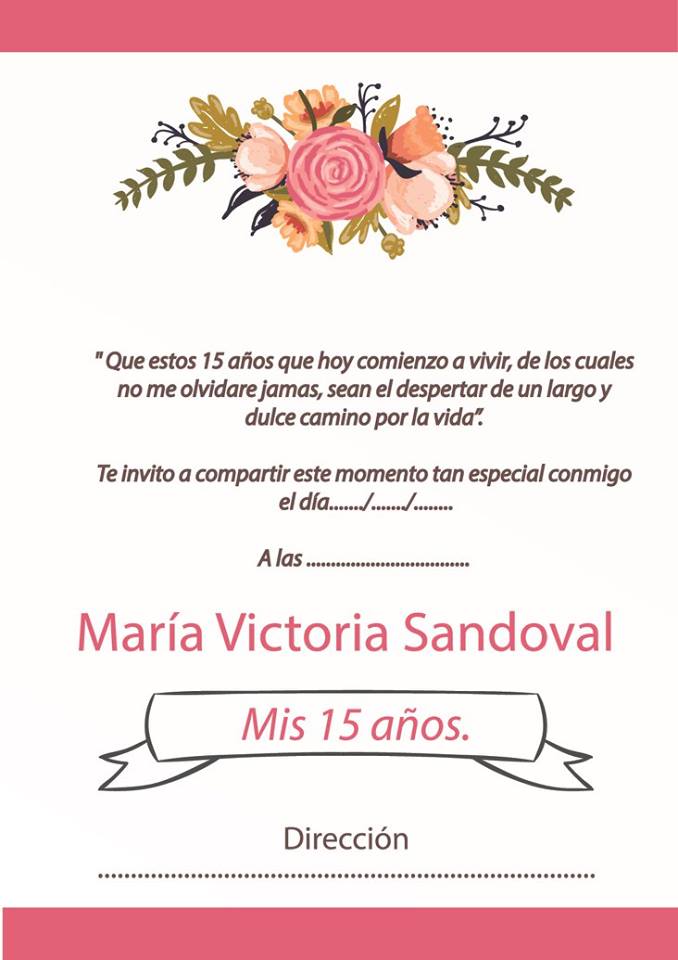 " Que estos 15 años que hoy comienzo a vivir, de los cuales
no me olvidare jamas, sean el despertar de un largo y
dulce camino por la vida”.
Te invito a compartir este momento tan especial conmigo
el día......./......./........
A las .................................
María Victoria Sandoval
Mis 15 años.
Dirección
......................................................................